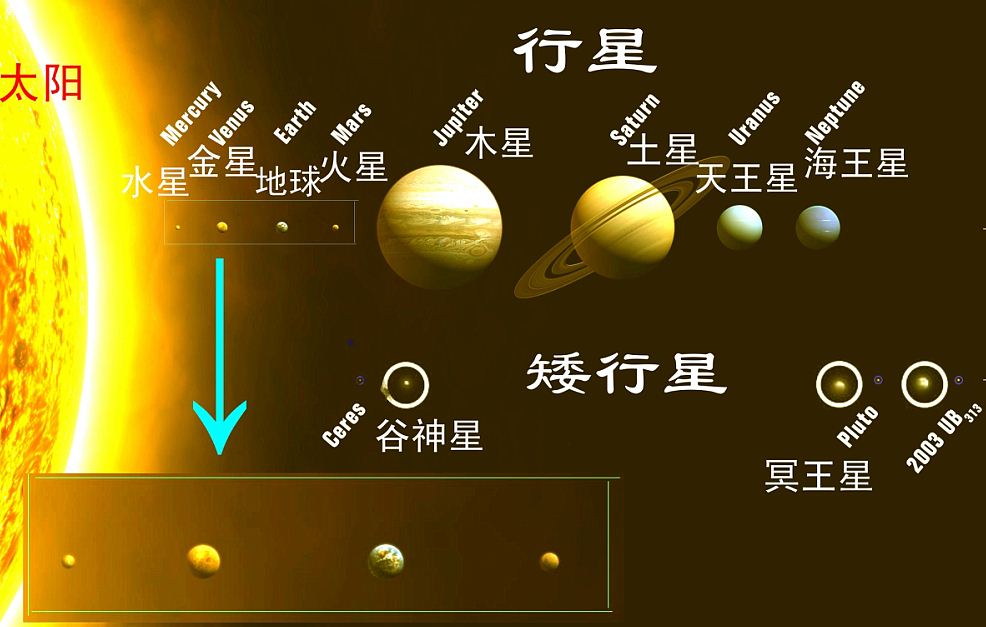 行星
太阳
Mercury
Venus
Earth
Mars
Jupiter
Saturn
Uranus
Neptune
水星
金星
地球
火星
木星
土星
天王星
海王星
矮行星
Ceres
谷神星
Pluto
冥王星
2003 UB313